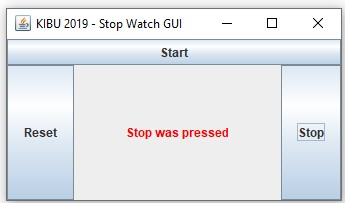 KIBU 2019 - Stop Watch GUI
Start
Reset
Stop was pressed
Stop